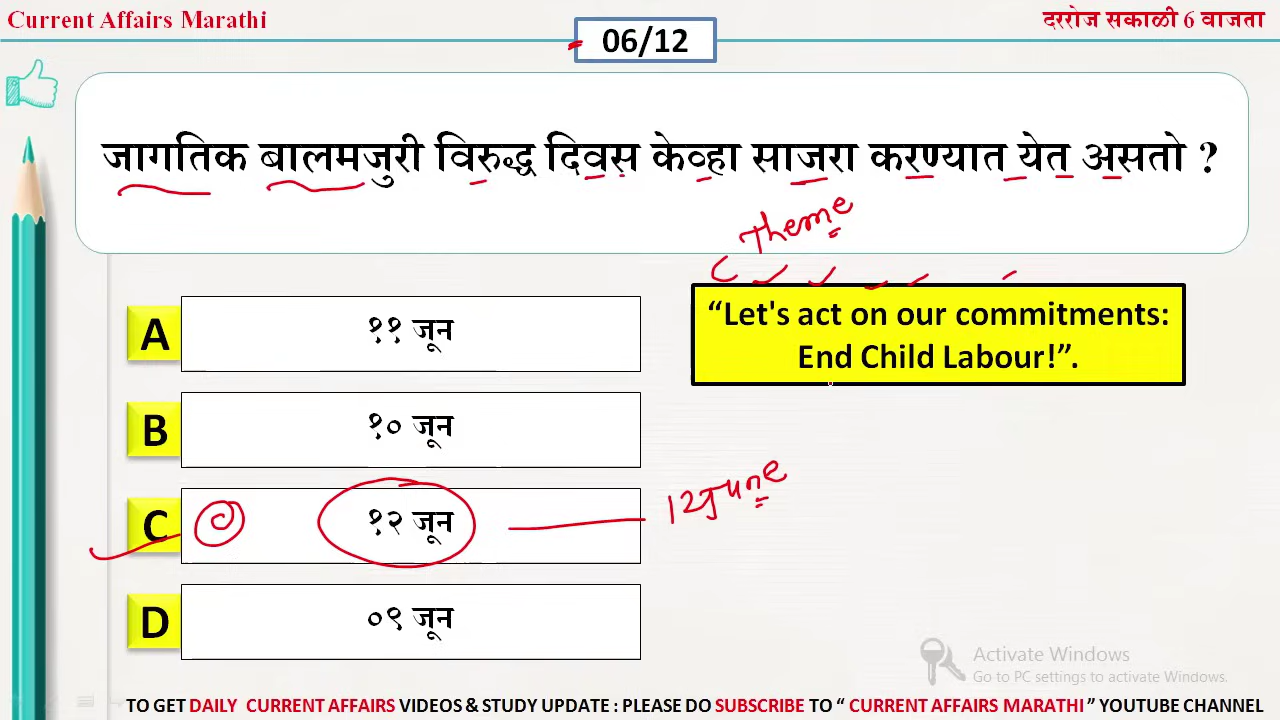 Current Affairs Marathi
दररोज सकाळी 6 वाजता
06/12
जागतिक बालमजुरी विरुद्ध दिवस केव्हा साजरा करण्यात येत असतो ?
Theme
“Let's act on our commitments:
End Child Labour!”.
A
११ जून
B
१० जून
C
१२ जून
12 June
D
०९ जून
Activate Windows
Go to PC settings to activate Windows.
TO GET DAILY CURRENT AFFAIRS VIDEOS & STUDY UPDATE : PLEASE DO SUBSCRIBE TO “ CURRENT AFFAIRS MARATHI ” YOUTUBE CHANNEL